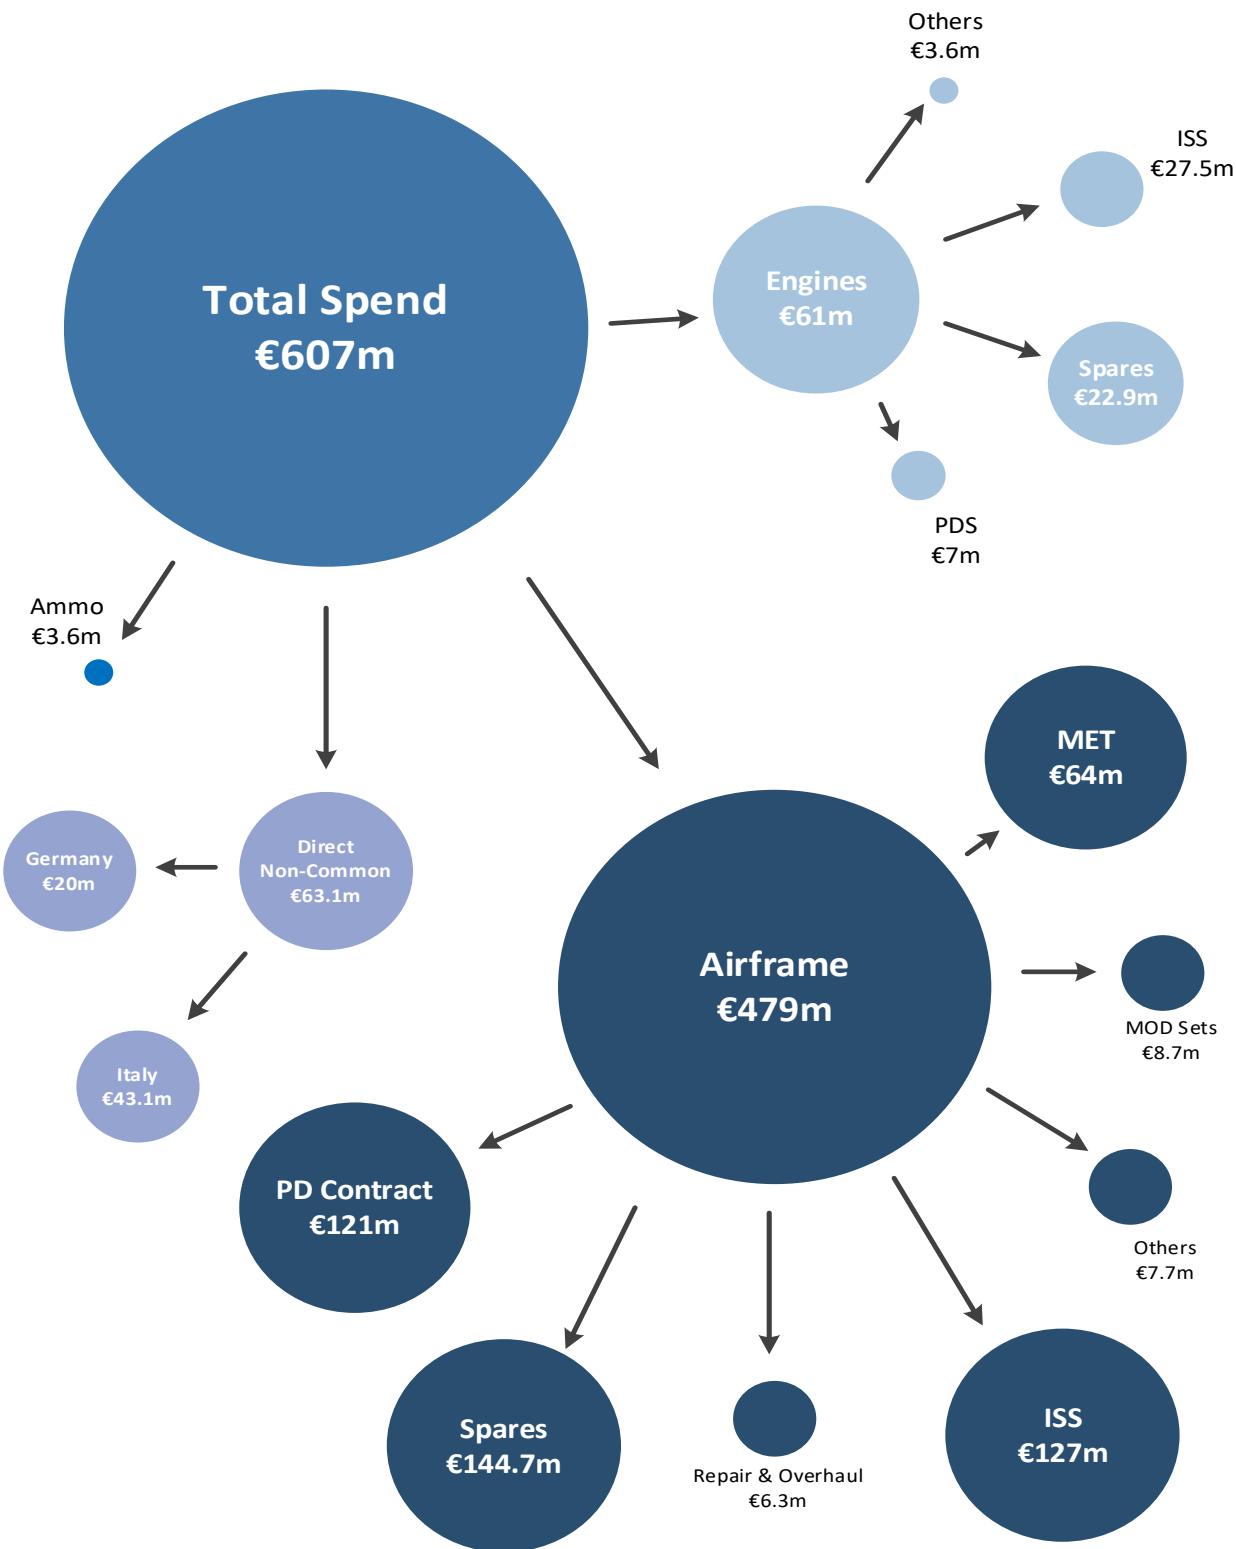 Others
€3.6m
ISS
€27.5m
Engines
€61m
Spares
€22.9m
PDS
€7m
Total Spend
€607m
Ammo
€3.6m
Direct
Non-Common
€63.1m
Germany
€20m
Italy
€43.1m
MET
€64m
Airframe
€479m
MOD Sets
€8.7m
Others
€7.7m
PD Contract
€121m
Spares
€144.7m
Repair & Overhaul
€6.3m
ISS
€127m